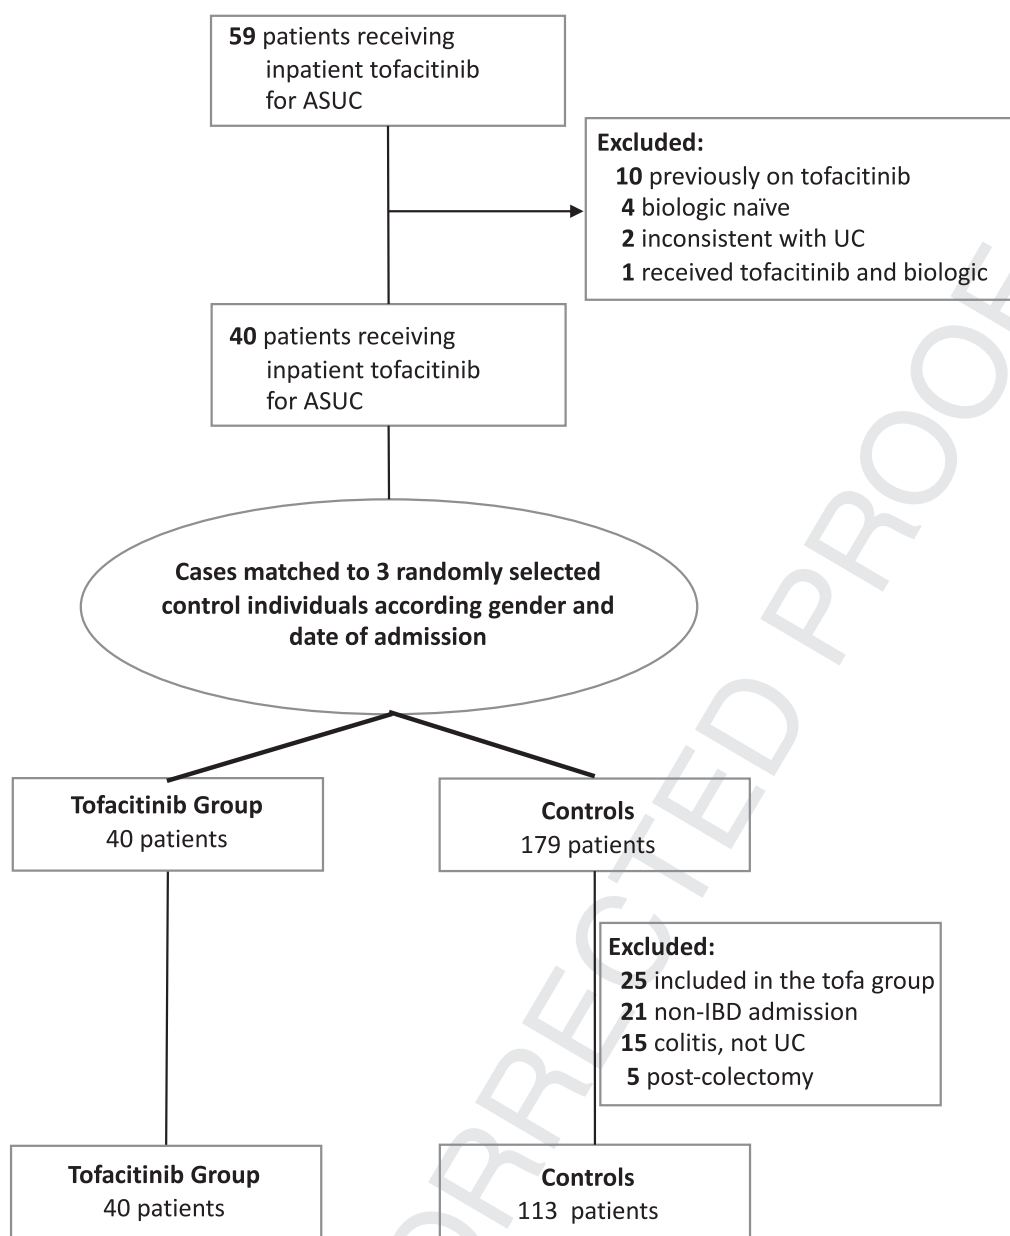 59 patients receiving
inpatient tofacitinib
for ASUC
Excluded:
10 previously on tofacitinib
4 biologic naïve
2 inconsistent with UC
1 received tofacitinib and biologic
40 patients receiving
inpatient tofacitinib
for ASUC
Cases matched to 3 randomly selected
control individuals according gender and
date of admission
Tofacitinib Group
40 patients
Controls
179 patients
Excluded:
25 included in the tofa group
21 non-IBD admission
15 colitis, not UC
5 post-colectomy
Tofacitinib Group
40 patients
Controls
113 patients
ORRECTED PROOF